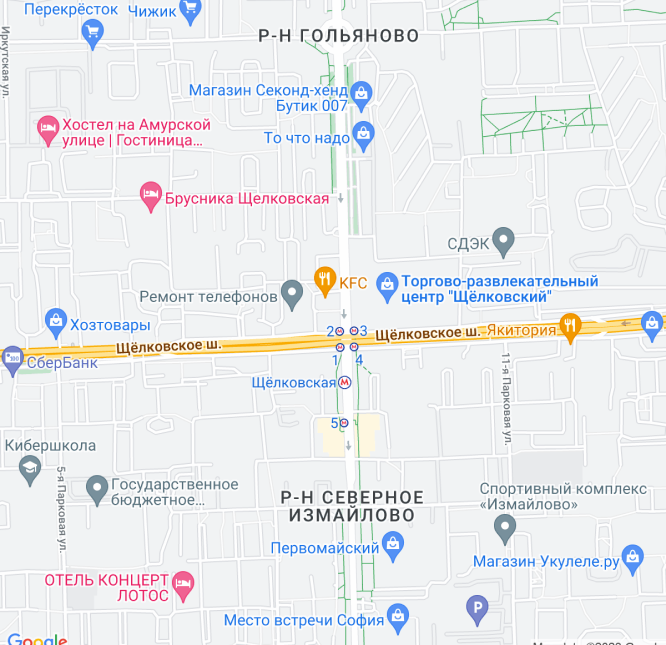 Перекрёсток
Чижик
Р-Н ГОЛЬЯНОВО
Иркутская ул.
Магазин Секонд-хенд
Бутик 007
Хостел на Амурской
улице | Гостиница...
То что надо
Брусника Щелковская
СДЭК
KFC
Торгово-развлекательный
центр "Щёлковский"
Ремонт телефонов
Хозтовары
2
3
Щёлковское ш.
Якитория
Щёлковское ш.
СберБанк
1
4
11-я Парковая ул.
Щёлковская
М
5
Кибершкола
5-я Парковая ул.
Государственное
бюджетное...
Р-Н СЕВЕРНОЕ
ИЗМАЙЛОВО
Спортивный комплекс
«Измайлово»
Первомайский
Магазин Укулеле.ру
ОТЕЛЬ КОНЦЕРТ
ЛОТОС
P
Место встречи София
Google